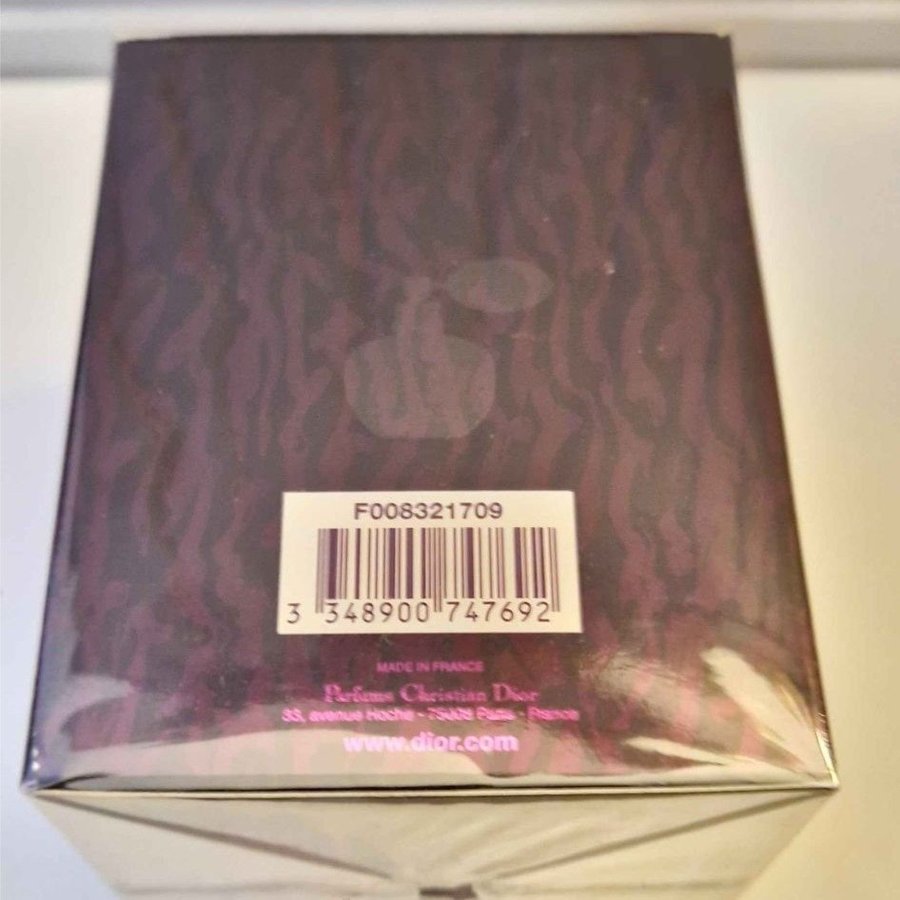 F008321709
3 348900 747692
MADE IN FRANCE
Parfums Christian Dior
33, avenue Hoche - 75008 Paris - France
www.dior.com